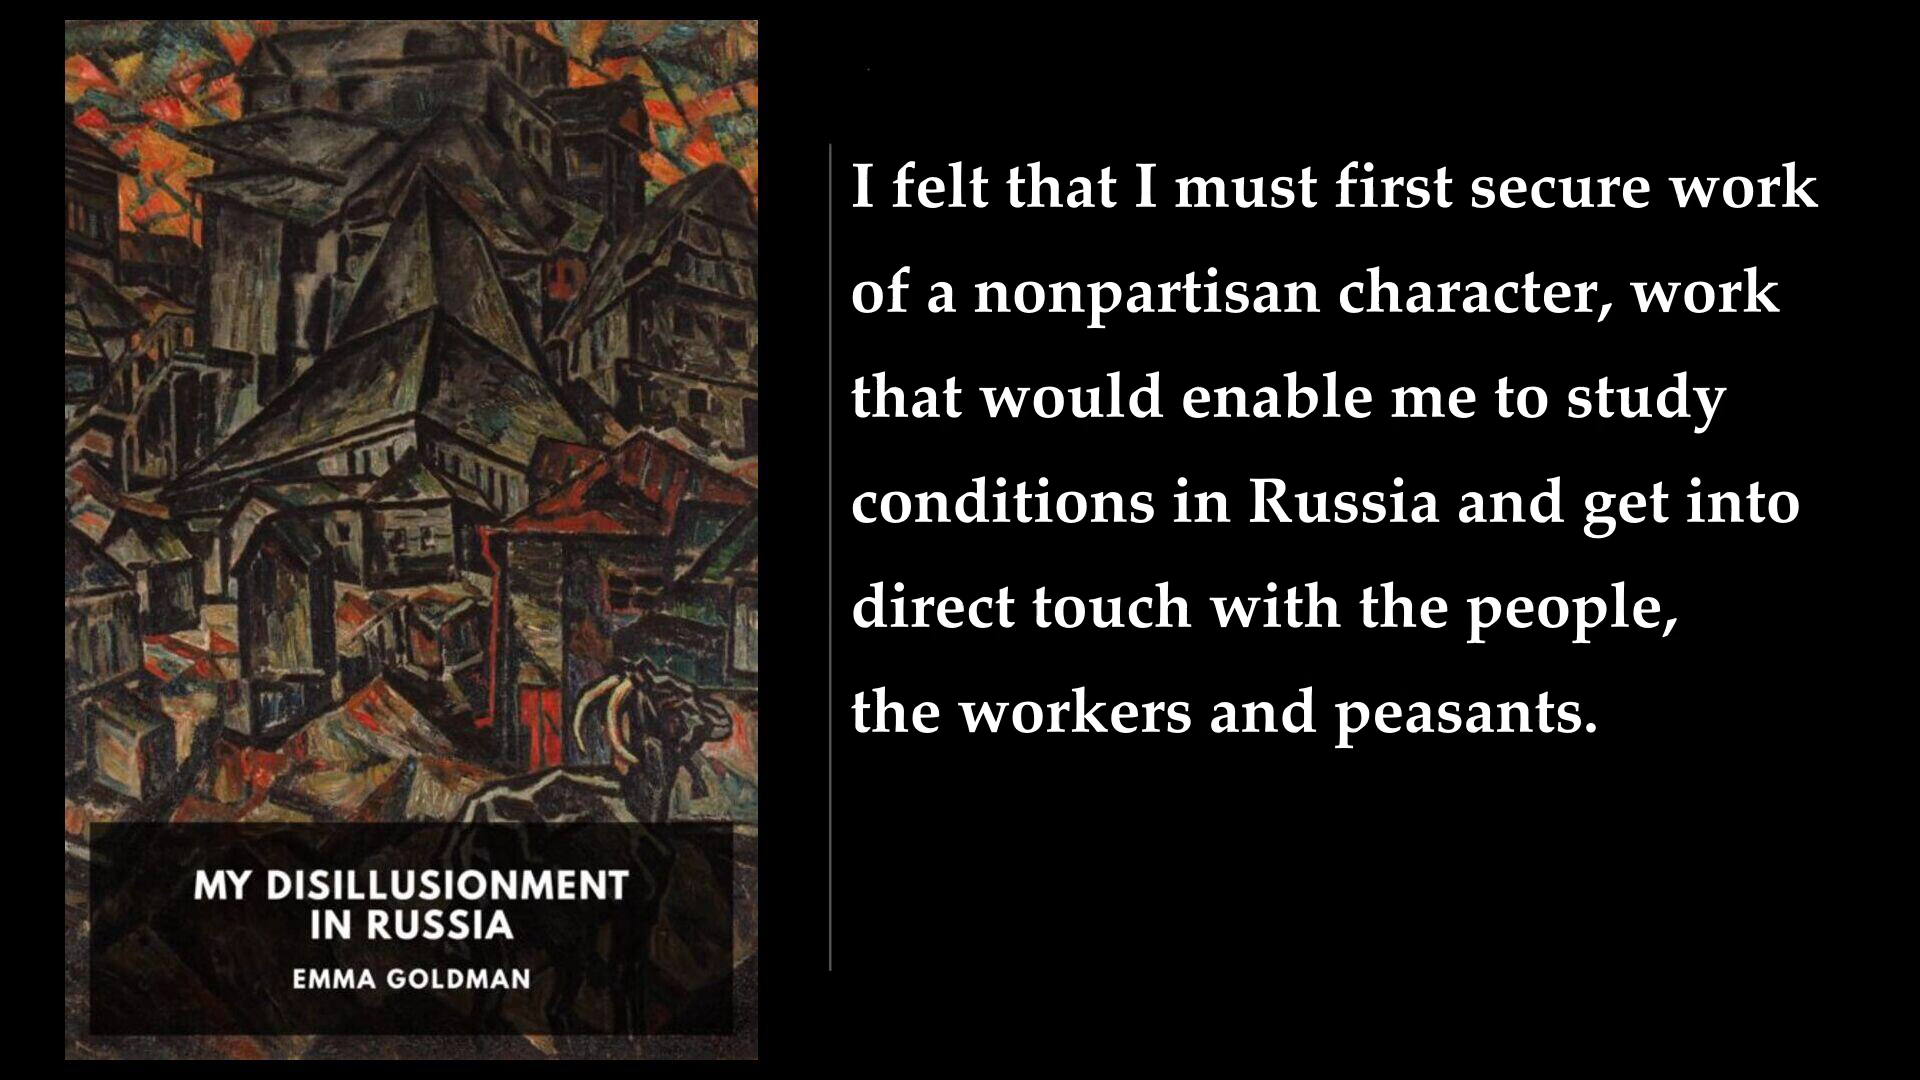 MY DISILLUSIONMENT
IN RUSSIA
EMMA GOLDMAN
I felt that I must first secure work
of a nonpartisan character, work
that would enable me to study
conditions in Russia and get into
direct touch with the people,
the workers and peasants.